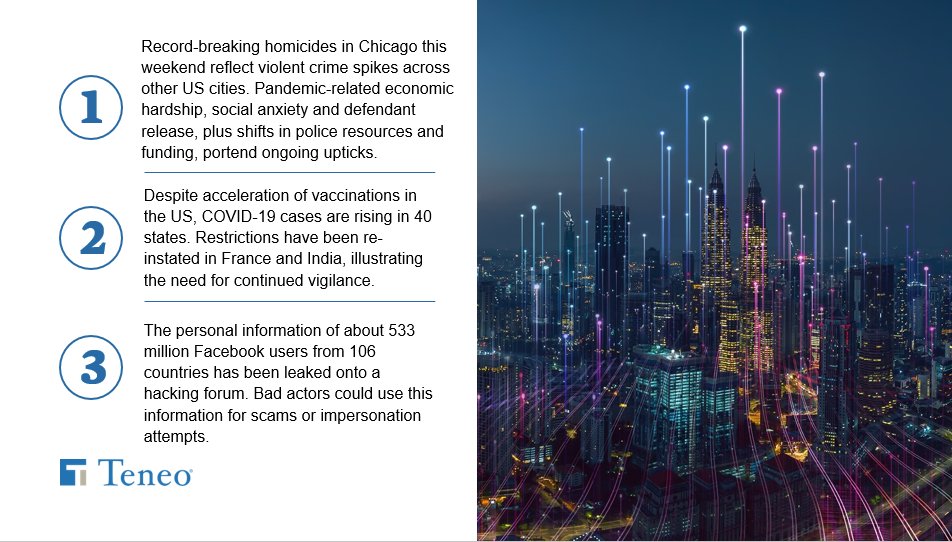 1
Record-breaking homicides in Chicago this
weekend reflect violent crime spikes across
other US cities. Pandemic-related economic
hardship, social anxiety and defendant
release, plus shifts in police resources and
funding, portend ongoing upticks.
2
Despite acceleration of vaccinations in
the US, COVID-19 cases are rising in 40
states. Restrictions have been re-
instated in France and India, illustrating
the need for continued vigilance.
3
The personal information of about 533
million Facebook users from 106
countries has been leaked onto a
hacking forum. Bad actors could use this
information for scams or impersonation
attempts.
Teneo